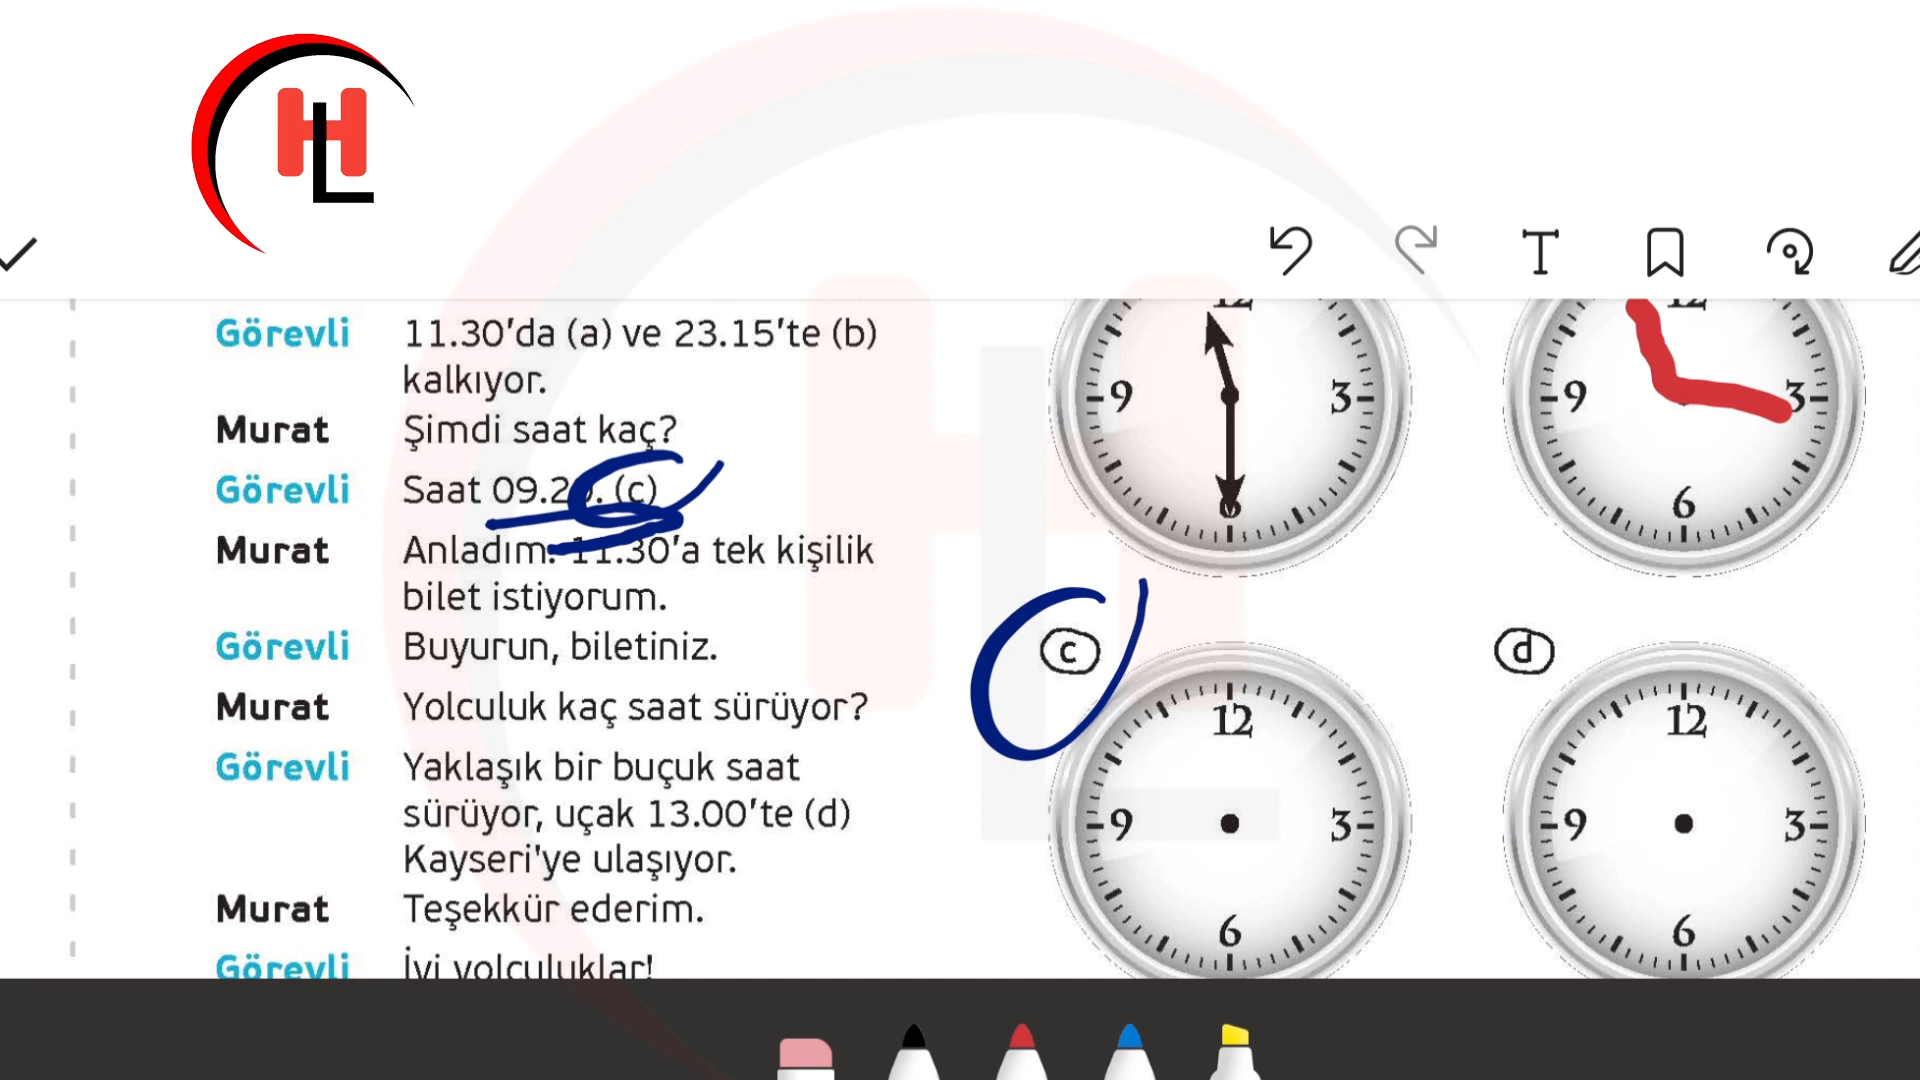 HL
Görevli 11.30'da (a) ve 23.15'te (b)
kalkıyor.
Murat Şimdi saat kaç?
Görevli Saat (c)
Murat Anladım. 11.30'a tek kişilik
bilet istiyorum.
Görevli Buyurun, biletiniz.
Murat Yolculuk kaç saat sürüyor?
Görevli Yaklaşık bir buçuk saat
sürüyor, uçak 13.00'te (d)
Kayseri'ye ulaşıyor.
Murat Teşekkür ederim.
Görevli İyi yolculuklar!
12
9 3
6
12
9 3
6
c
12
9 3
6
d
12
9 3
6